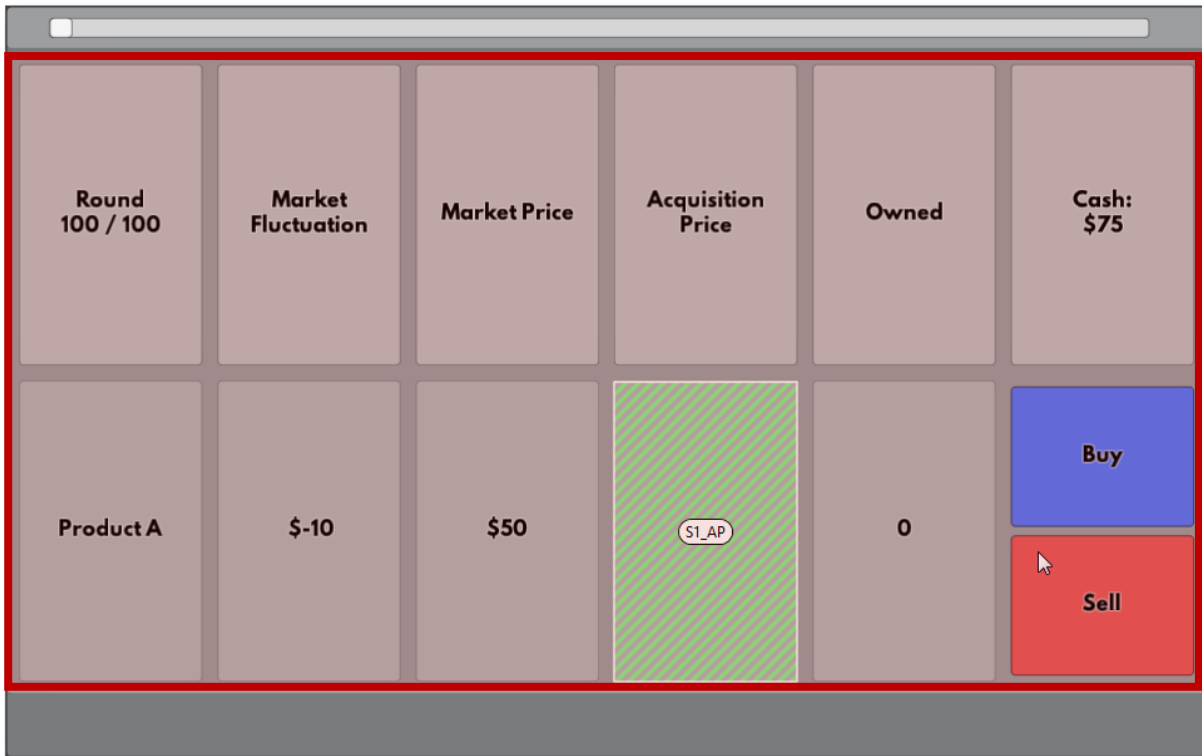 Round
100 / 100
Market
Fluctuation
Market Price
Acquisition
Price
Owned
Cash:
$75
Product A
$-10
$50
S1_AP
0
Buy
Sell